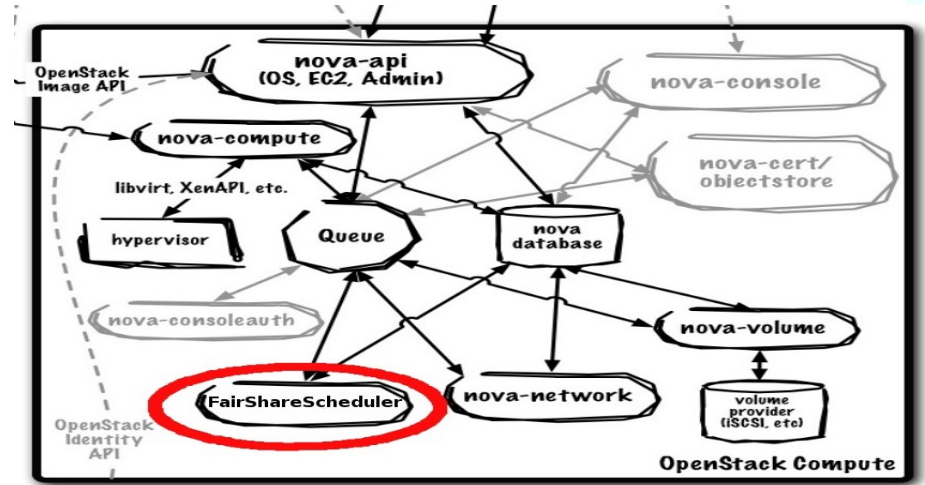 nova-api
(OS, EC2, Admin)
nova-console
OpenStack
Image API
nova-compute
nova-cert/
objectstore
libvirt, XenAPI, etc.
hypervisor
Queue
nova
database
nova-consoleauth
nova-volume
FairShareScheduler
nova-network
volume
provider
(iSCSI, etc)
OpenStack
Identity
API
OpenStack Compute